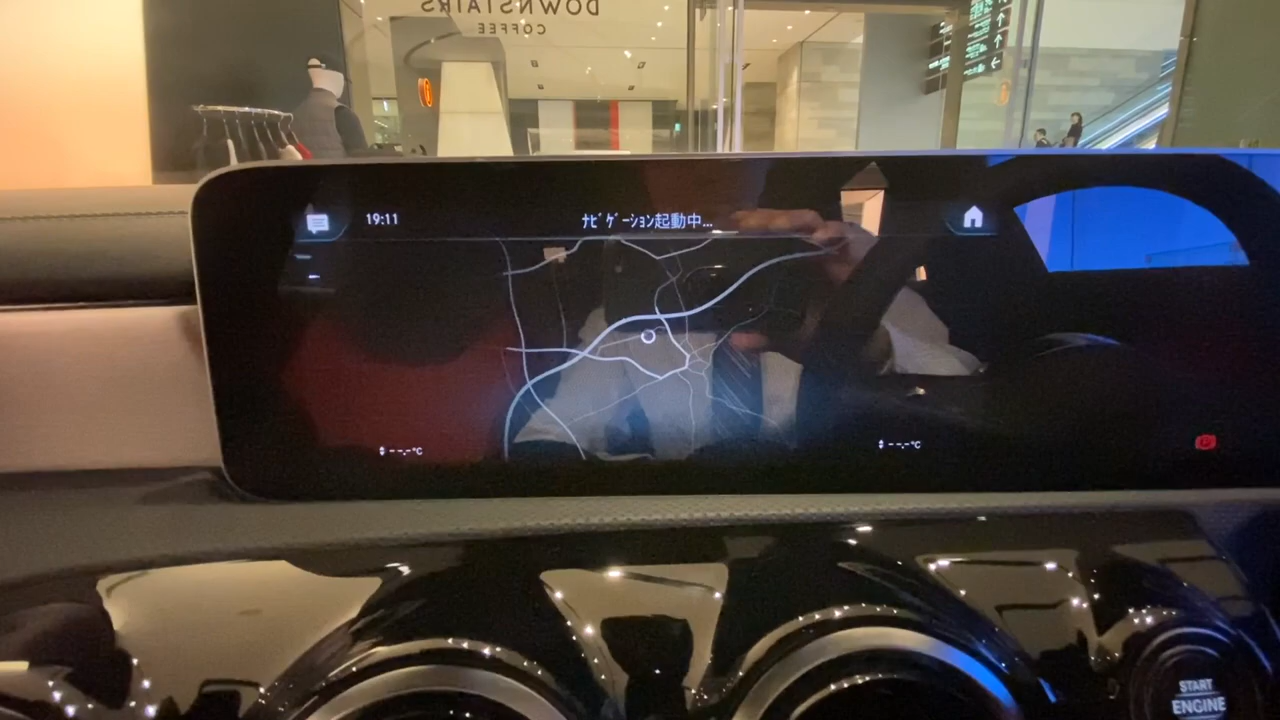 DOWNSTAIRS
COFFEE
19:11
ﾅﾋﾞｹﾞｰｼｮﾝ起動中...
--.-°C
--.-°C
START
ENGINE